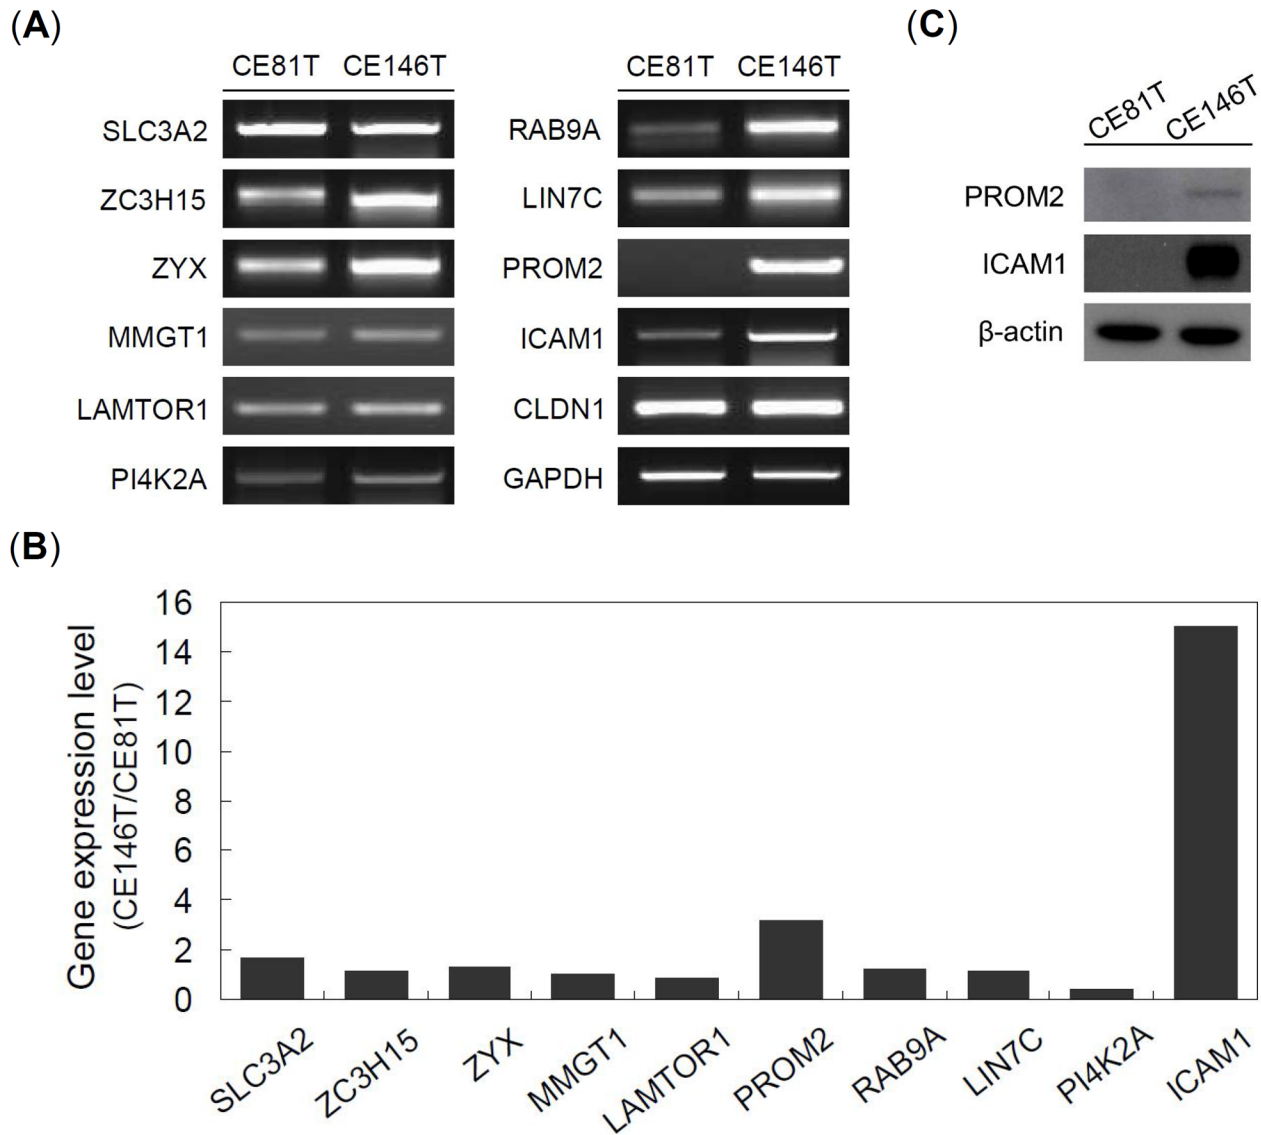 (A)
CE81T CE146T
SLC3A2
ZC3H15
ZYX
MMGT1
LAMTOR1
PI4K2A
CE81T CE146T
RAB9A
LIN7C
PROM2
ICAM1
CLDN1
GAPDH
(C)
CE81T CE146T
PROM2
ICAM1
β-actin
(B)
Gene expression level
(CE146T/CE81T)
16
14
12
10
8
6
4
2
0
SLC3A2 ZC3H15 ZYX MMGT1 LAMTOR1 PROM2 RAB9A LIN7C PI4K2A ICAM1